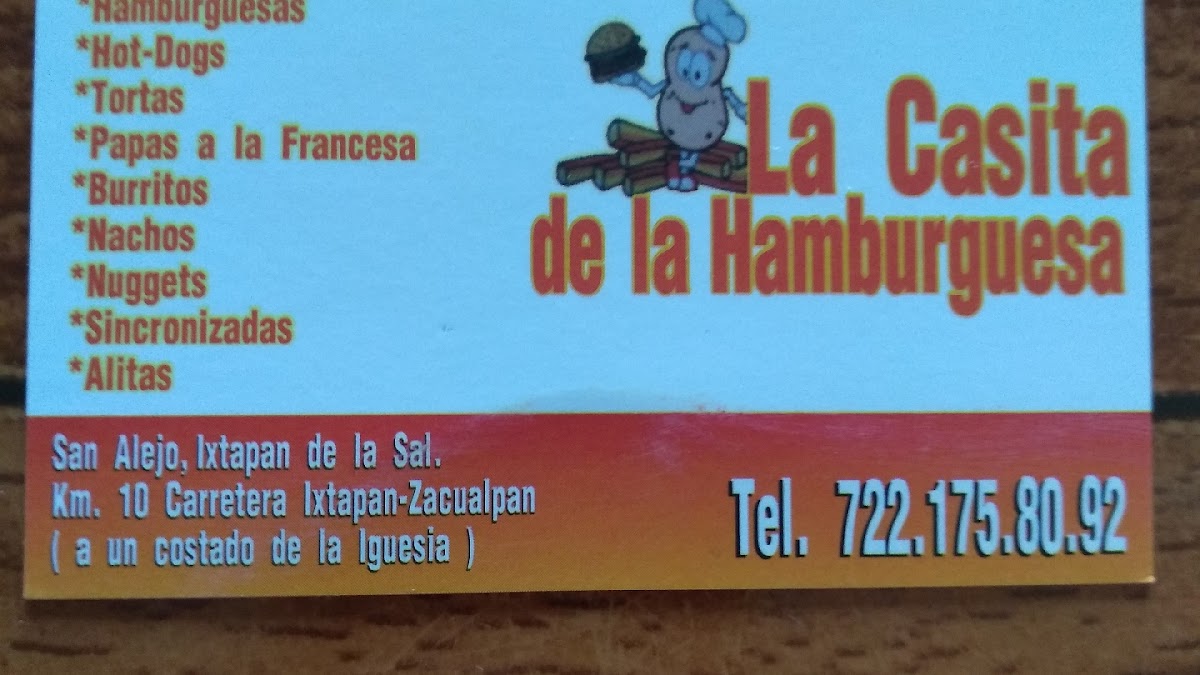 *Hamburguesas
*Hot-Dogs
*Tortas
*Papas a la Francesa
*Burritos
*Nachos
*Nuggets
*Sincronizadas
*Alitas
La Casita
de la Hamburguesa
San Alejo, Ixtapan de la Sal.
Km. 10 Carretera Ixtapan-Zacualpan
( a un costado de la Iguesia )
Tel. 722.175.80.92